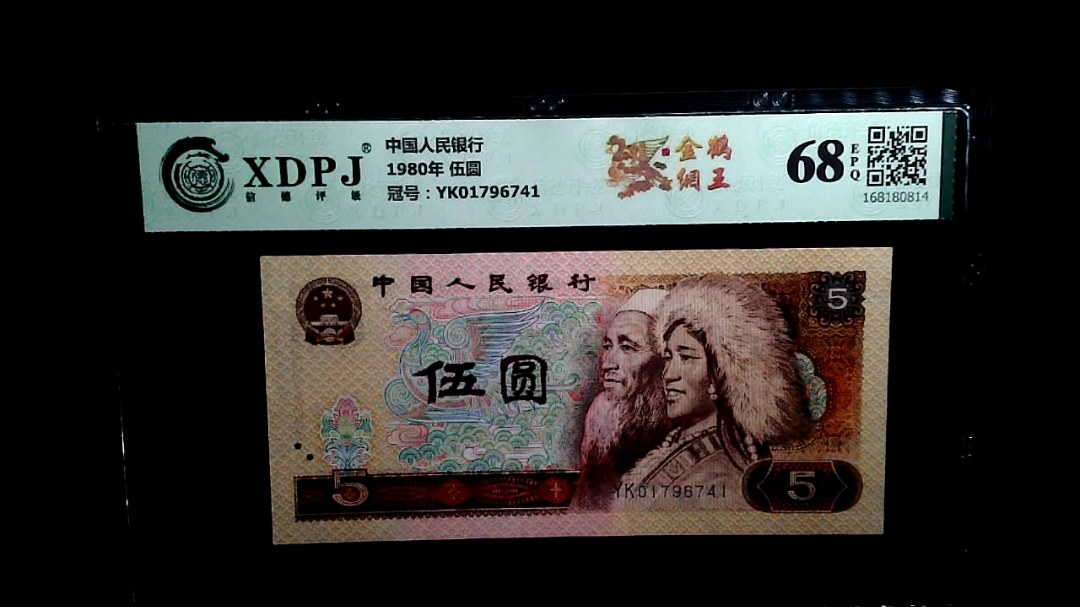 XDPJ®
信德评级
中国人民银行
1980年 伍圆
冠号：YK01796741
金鹤
網王
68
EPQ
168180814
中国人民银行
5
伍圆
5
YK01796741
5